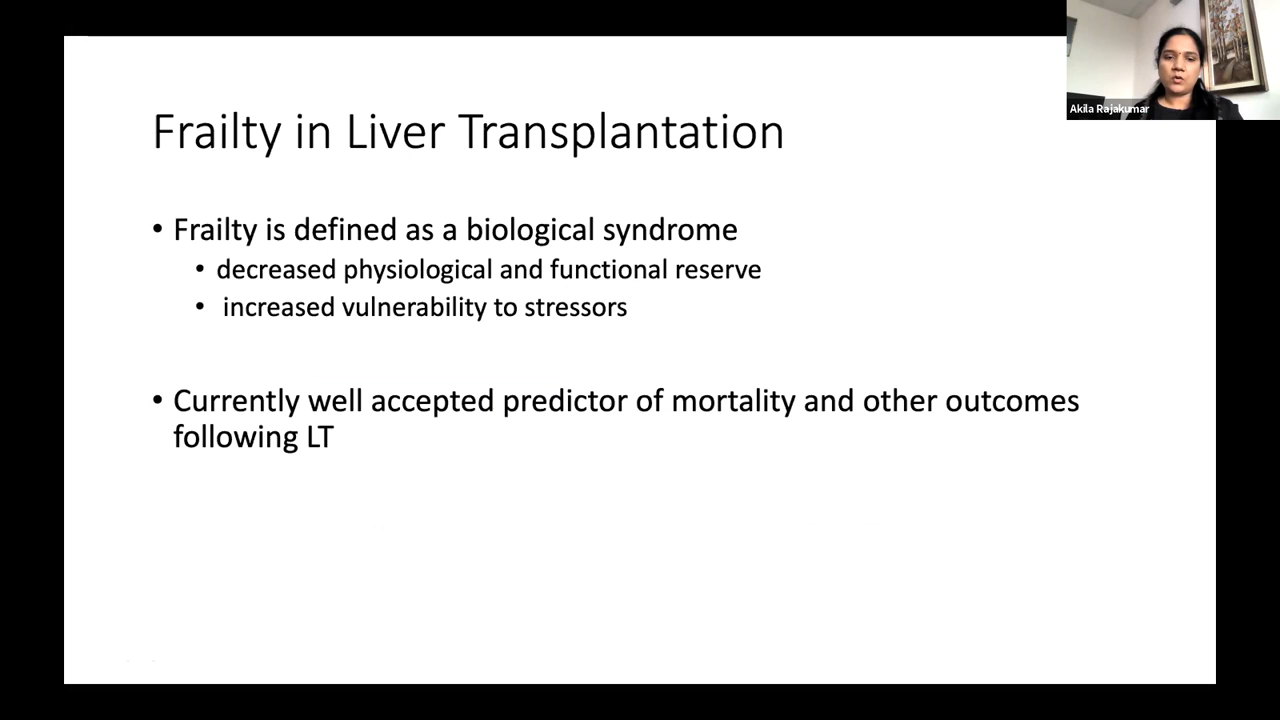 Akila Rajakumar
Frailty in Liver Transplantation
• Frailty is defined as a biological syndrome
• decreased physiological and functional reserve
• increased vulnerability to stressors
• Currently well accepted predictor of mortality and other outcomes
following LT